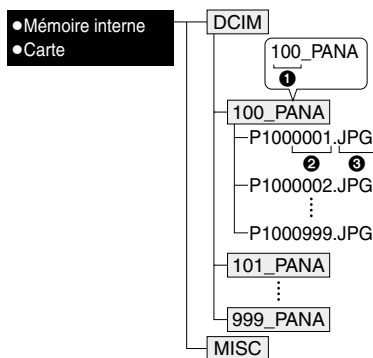 ●Mémoire interne
●Carte
DCIM
100_PANA
❶
100_PANA
P1000001.JPG
❷ ❸
P1000002.JPG
P1000999.JPG
101_PANA
999_PANA
MISC